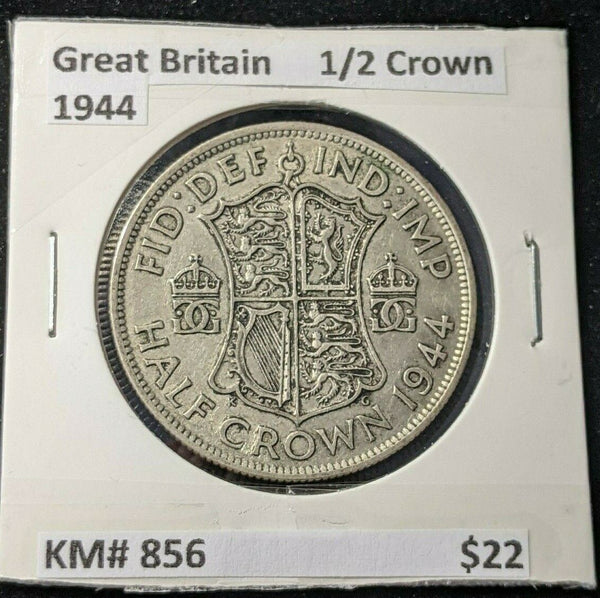 Great Britain 1/2 Crown
1944
FID:DEF IND:IMP
HALF CROWN 1944
KM# 856 $22